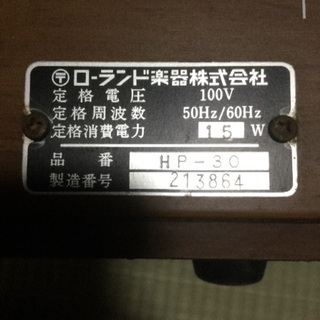 〶ローランド楽器株式会社
定格電圧 100V
定格周波数 50Hz/60Hz
定格消費電力 15 W
品番 HP-30
製造番号 213864